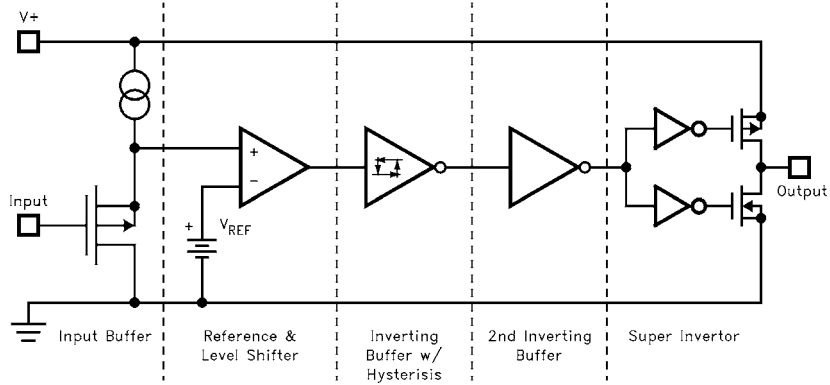 V+
Input
+
−
+
VREF
Output
Input Buffer
Reference &
Level Shifter
Inverting
Buffer w/
Hysterisis
2nd Inverting
Buffer
Super Invertor